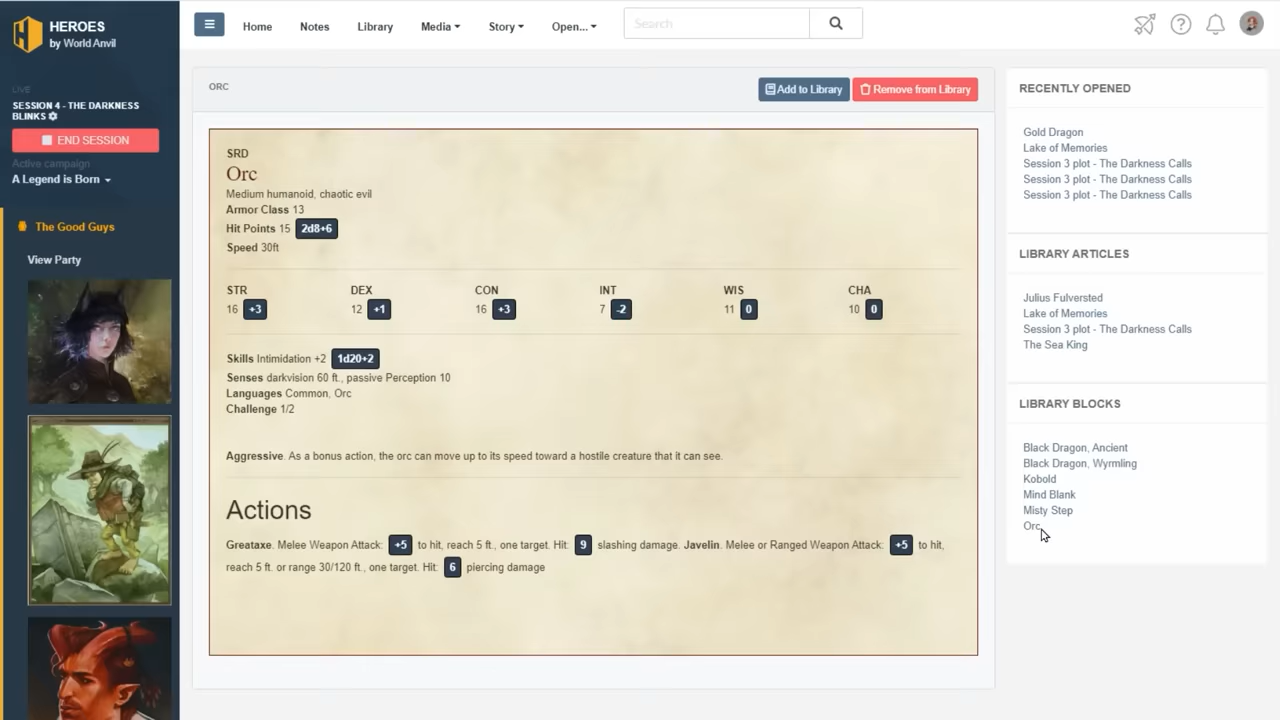 HEROES
by World Anvil
LIVE
SESSION 4 - THE DARKNESS
BLINKS
END SESSION
Active campaign
A Legend is Born
The Good Guys
View Party
Home
Notes
Library
Media
Story
Open...
Search
ORC
Add to Library
Remove from Library
SRD
Orc
Medium humanoid, chaotic evil
Armor Class 13
Hit Points 15 2d8+6
Speed 30ft
STR DEX CON INT WIS CHA
16 +3 12 +1 16 +3 7 -2 11 0 10 0
Skills Intimidation +2 1d20+2
Senses darkvision 60 ft., passive Perception 10
Languages Common, Orc
Challenge 1/2
Aggressive. As a bonus action, the orc can move up to its speed toward a hostile creature that it can see.
Actions
Greataxe. Melee Weapon Attack: +5 to hit, reach 5 ft., one target. Hit: 9 slashing damage. Javelin. Melee or Ranged Weapon Attack: +5 to hit,
reach 5 ft. or range 30/120 ft., one target. Hit: 6 piercing damage
RECENTLY OPENED
Gold Dragon
Lake of Memories
Session 3 plot - The Darkness Calls
Session 3 plot - The Darkness Calls
Session 3 plot - The Darkness Calls
LIBRARY ARTICLES
Julius Fulversted
Lake of Memories
Session 3 plot - The Darkness Calls
The Sea King
LIBRARY BLOCKS
Black Dragon, Ancient
Black Dragon, Wyrmling
Kobold
Mind Blank
Misty Step
Orc